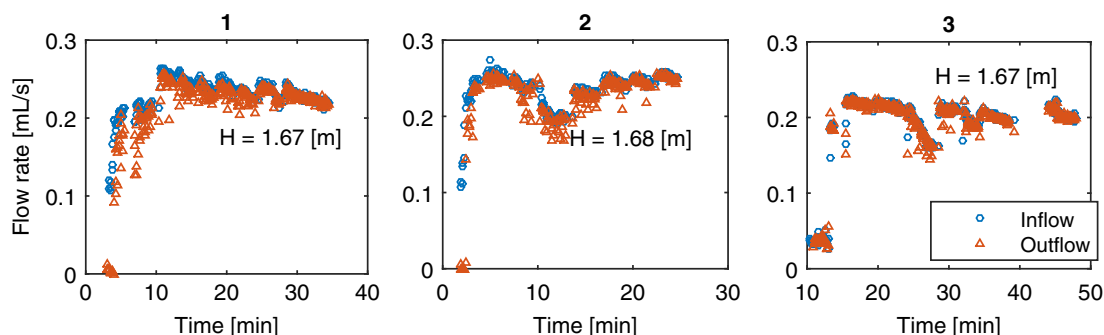 1
2
3
Flow rate [mL/s]
0.3
0.2
0.1
0
H = 1.67 [m]
0 10 20 30 40
Time [min]
0.3
0.2
0.1
0
H = 1.68 [m]
0 10 20 30
Time [min]
0.3
0.2
0.1
0
H = 1.67 [m]
Inflow
Outflow
10 20 30 40 50
Time [min]